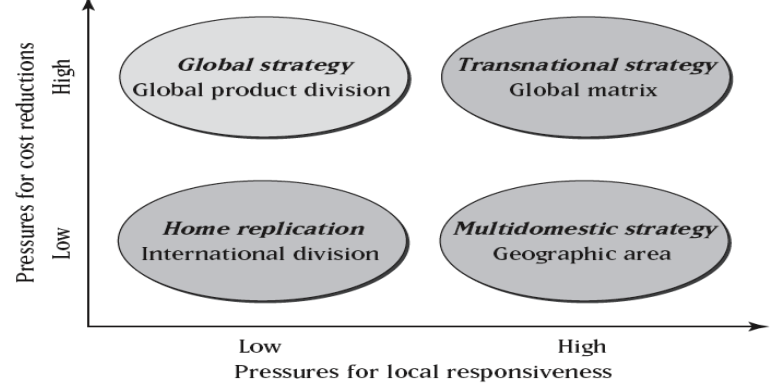 Pressures for cost reductions
High
Low
Global strategy
Global product division
Transnational strategy
Global matrix
Home replication
International division
Multidomestic strategy
Geographic area
Low
High
Pressures for local responsiveness